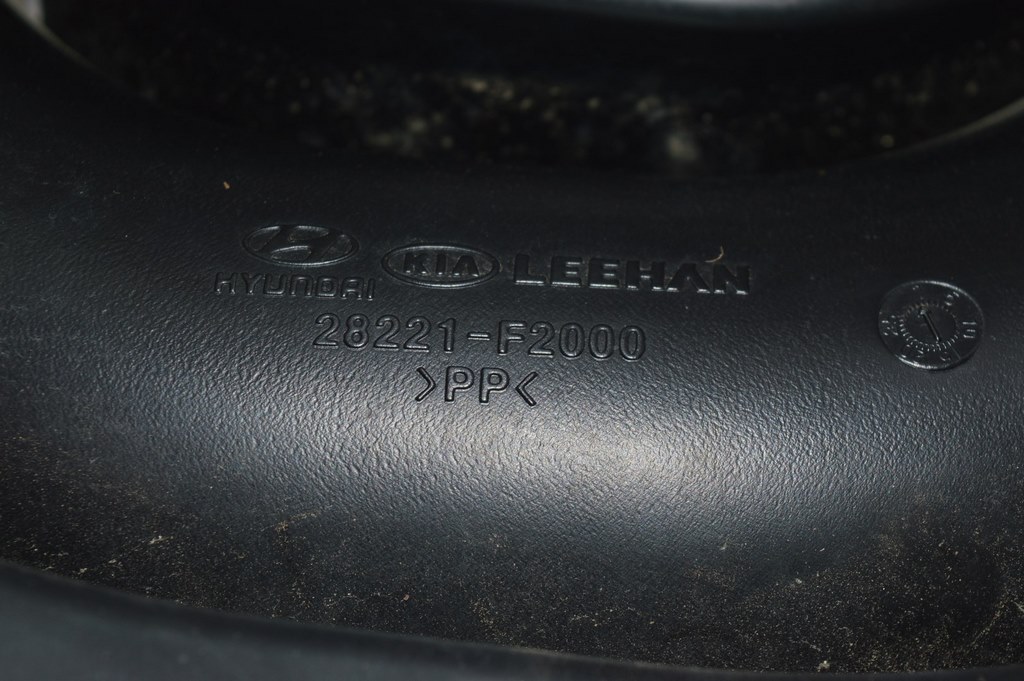 HYUNDAI KIA LEEHAN
28221-F2000
>PP<